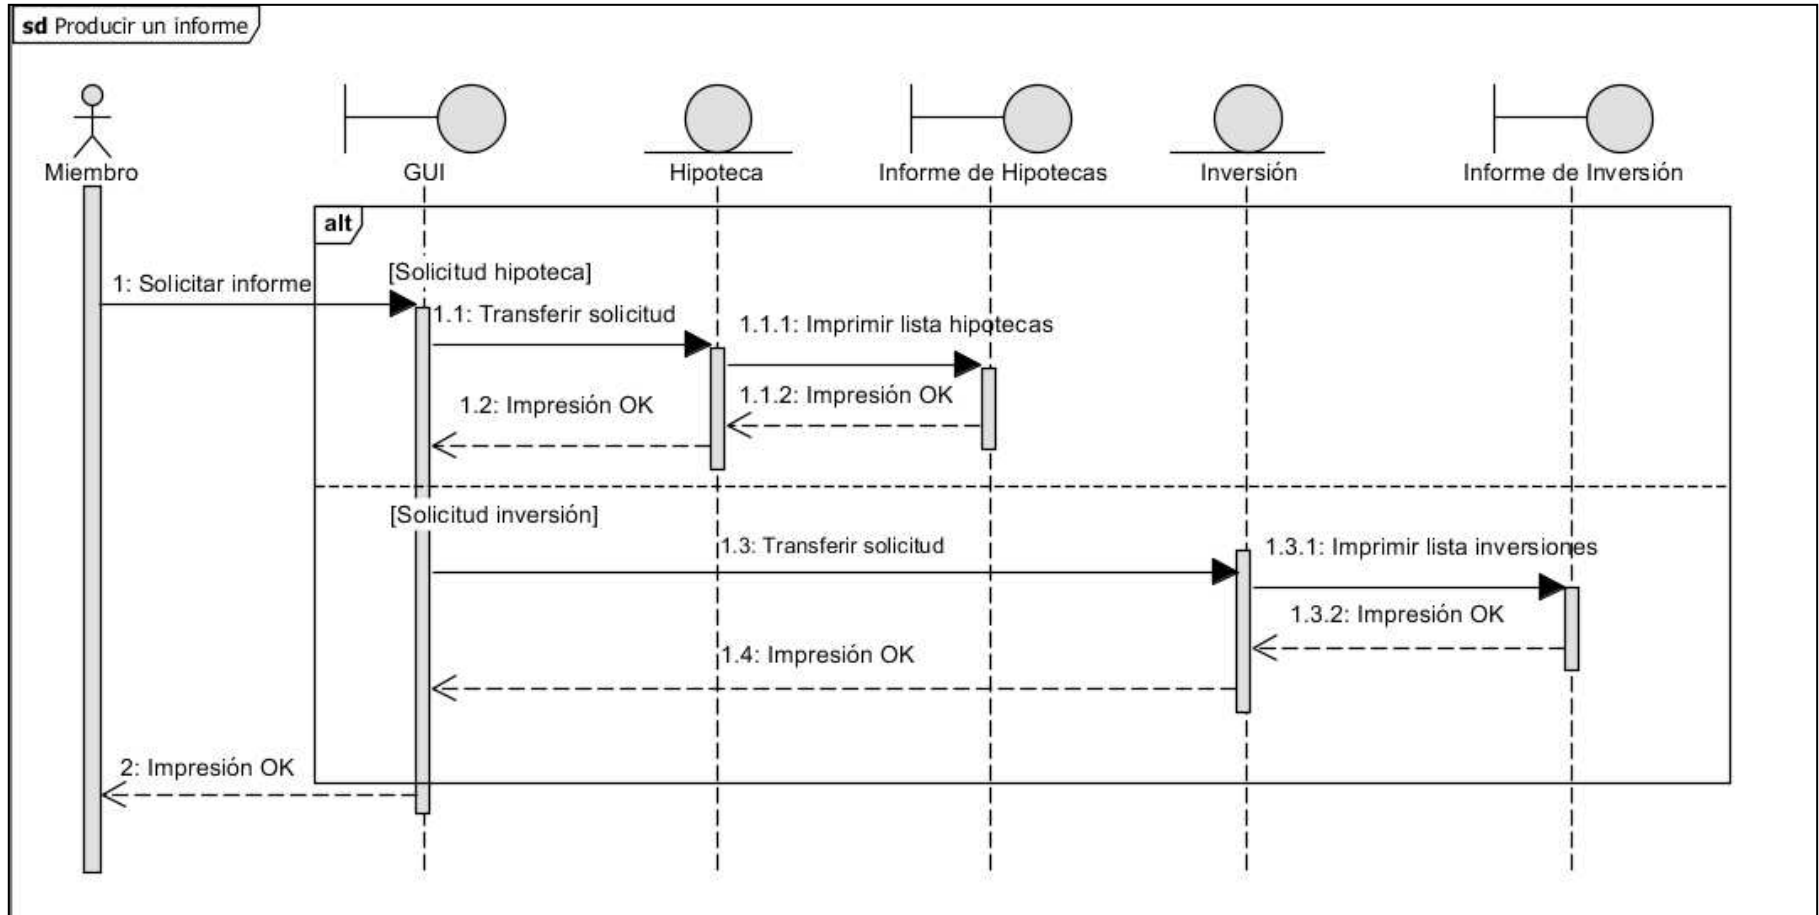 sd Producir un informe
Miembro
GUI
Hipoteca
Informe de Hipotecas
Inversión
Informe de Inversión
alt
[Solicitud hipoteca]
1: Solicitar informe
1.1: Transferir solicitud
1.1.1: Imprimir lista hipotecas
1.1.2: Impresión OK
1.2: Impresión OK
[Solicitud inversión]
1.3: Transferir solicitud
1.3.1: Imprimir lista inversiones
1.3.2: Impresión OK
1.4: Impresión OK
2: Impresión OK